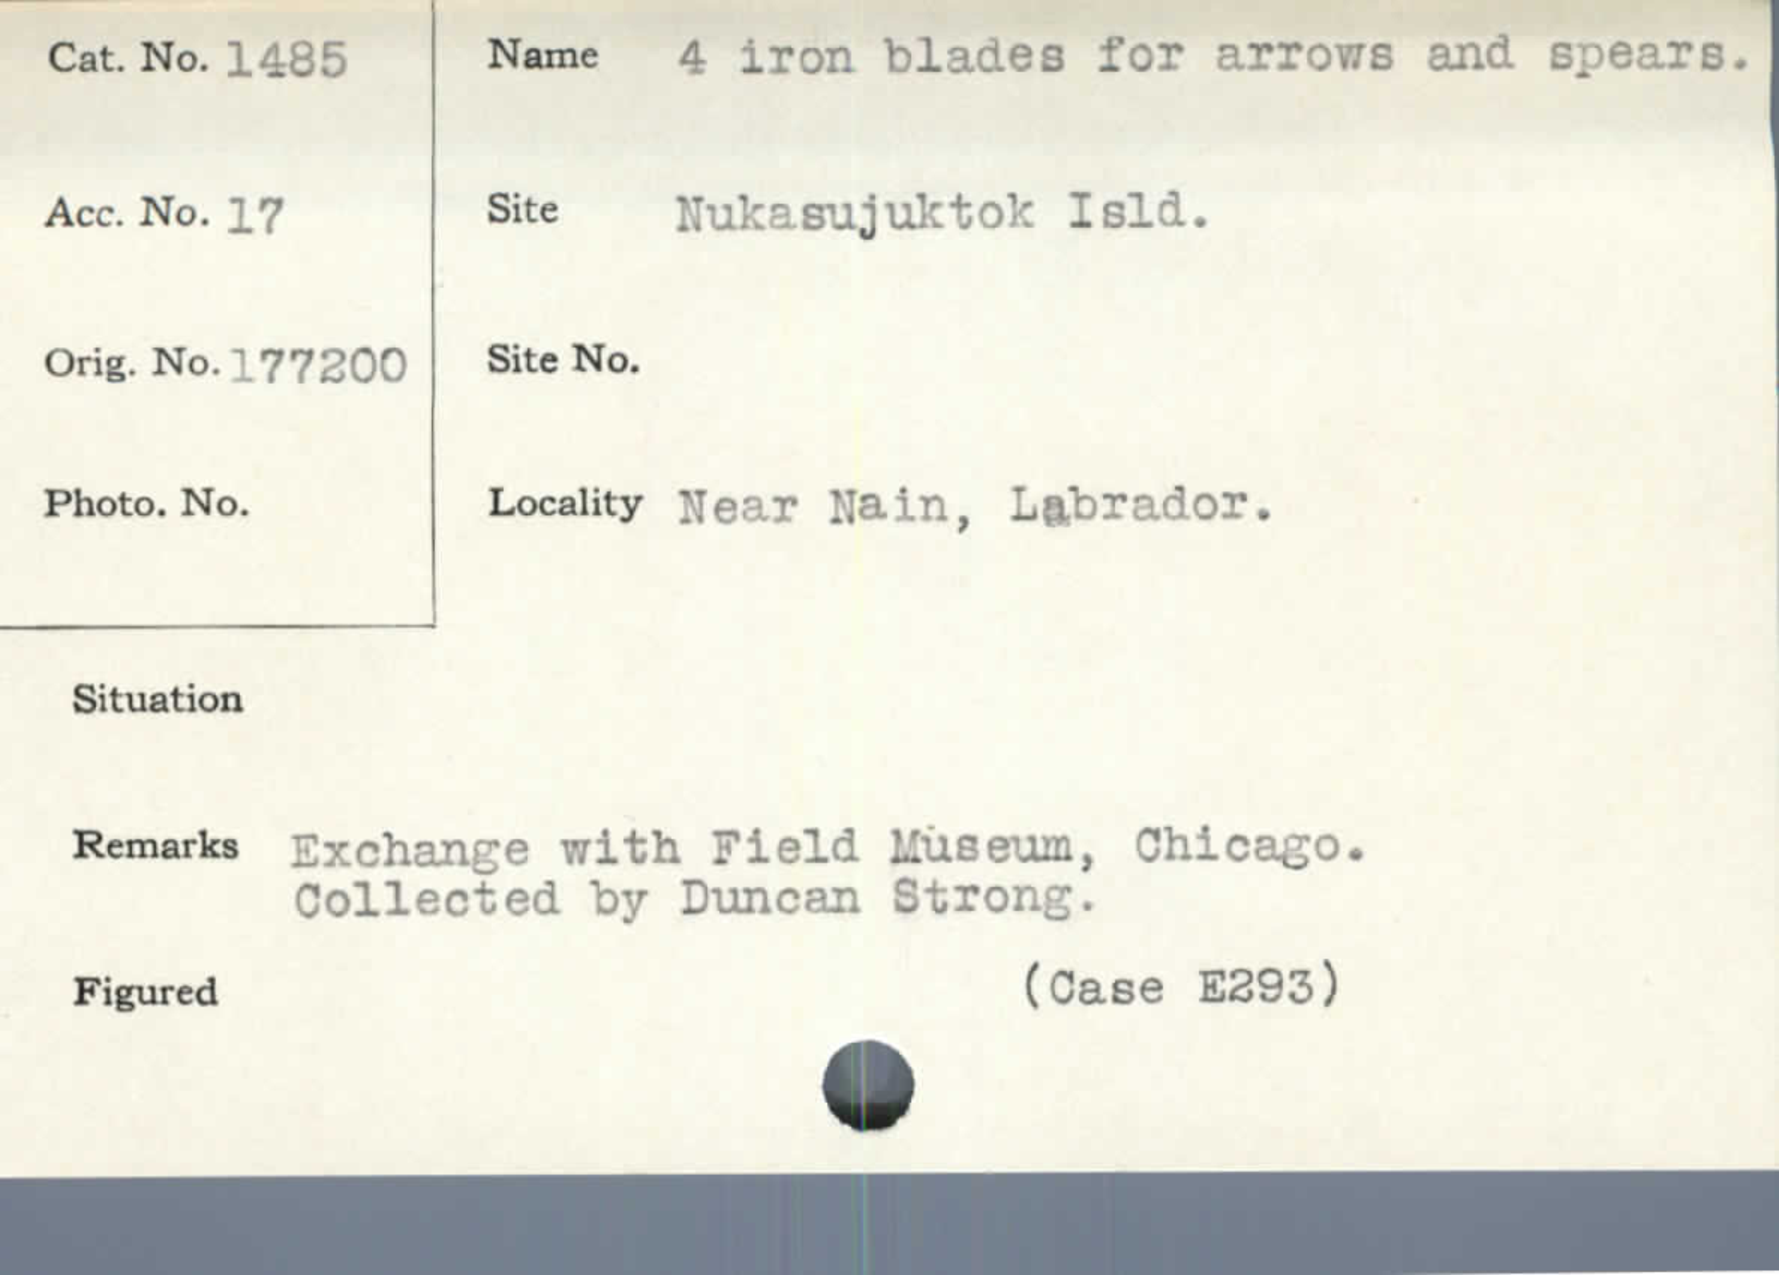 Cat. No. 1485
Name 4 iron blades for arrows and spears.
Acc. No. 17
Site Nukasujuktok Isld.
Orig. No. 177200
Site No.
Photo. No.
Locality Near Nain, Labrador.
Situation
Remarks Exchange with Field Museum, Chicago.
Collected by Duncan Strong.
Figured
(Case E293)